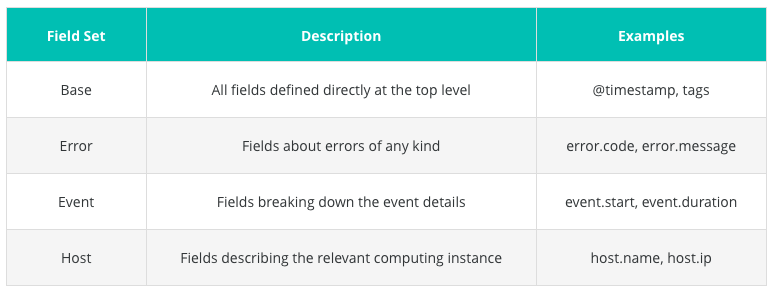 Field Set Description Examples
Base All fields defined directly at the top level @timestamp, tags
Error Fields about errors of any kind error.code, error.message
Event Fields breaking down the event details event.start, event.duration
Host Fields describing the relevant computing instance host.name, host.ip